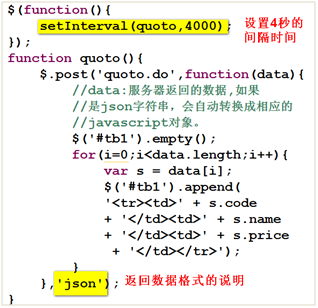 $(function(){
setInterval(quoto,4000); 设置4秒的
间隔时间
});
function quoto(){
$.post('quoto.do',function(data){
//data:服务器返回的数据,如果
//是json字符串，会自动转换成相应的
//javascript对象。
$('#tb1').empty();
for(i=0;i<data.length;i++){
var s = data[i];
$('#tb1').append(
'<tr><td>' + s.code
+ '</td><td>' + s.name
+ '</td><td>' + s.price
+ '</td></tr>');
}
},'json'); 返回数据格式的说明
}